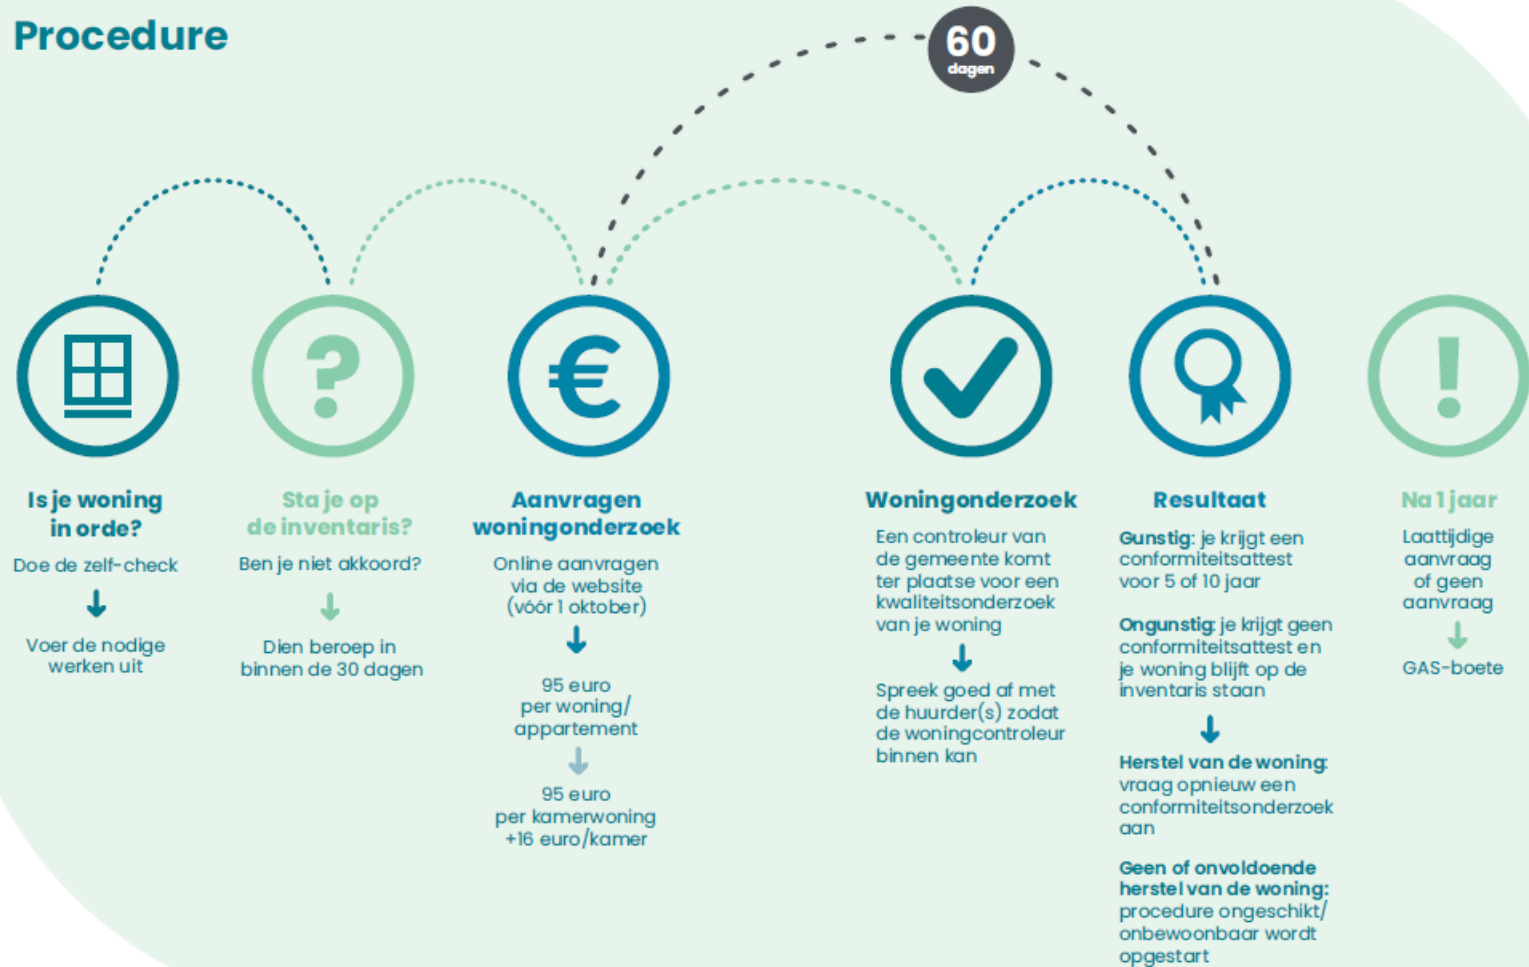 Procedure
60
dagen
?
€
!
Is je woning
in orde?
Doe de zelf-check
Voer de nodige
werken uit
Sta je op
de inventaris?
Ben je niet akkoord?
Dien beroep in
binnen de 30 dagen
Aanvragen
woningonderzoek
Online aanvragen
via de website
(vóór 1 oktober)
95 euro
per woning/
appartement
95 euro
per kamerwoning
+16 euro/kamer
Woningonderzoek
Een controleur van
de gemeente komt
ter plaatse voor een
kwaliteitsonderzoek
van je woning
Spreek goed af met
de huurder(s) zodat
de woningcontroleur
binnen kan
Resultaat
Gunstig: je krijgt een
conformiteitsattest
voor 5 of 10 jaar
Ongunstig: je krijgt geen
conformiteitsattest en
je woning blijft op de
inventaris staan
Herstel van de woning:
vraag opnieuw een
conformiteitsonderzoek
aan
Geen of onvoldoende
herstel van de woning:
procedure ongeschikt/
onbewoonbaar wordt
opgestart
Na 1 jaar
Laattijdige
aanvraag
of geen
aanvraag
GAS-boete